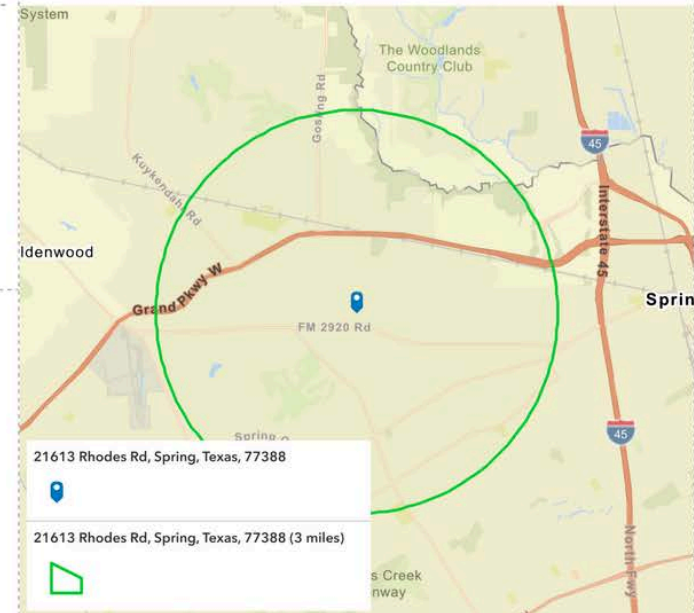 System
The Woodlands
Country Club
Gosling Rd
45
Kuykendahl Rd
Interstate 45
ldenwood
Grand Pkwy W
Sprin
FM 2920 Rd
45
Spring
21613 Rhodes Rd, Spring, Texas, 77388
21613 Rhodes Rd, Spring, Texas, 77388 (3 miles)
North Fwy
s Creek
nway